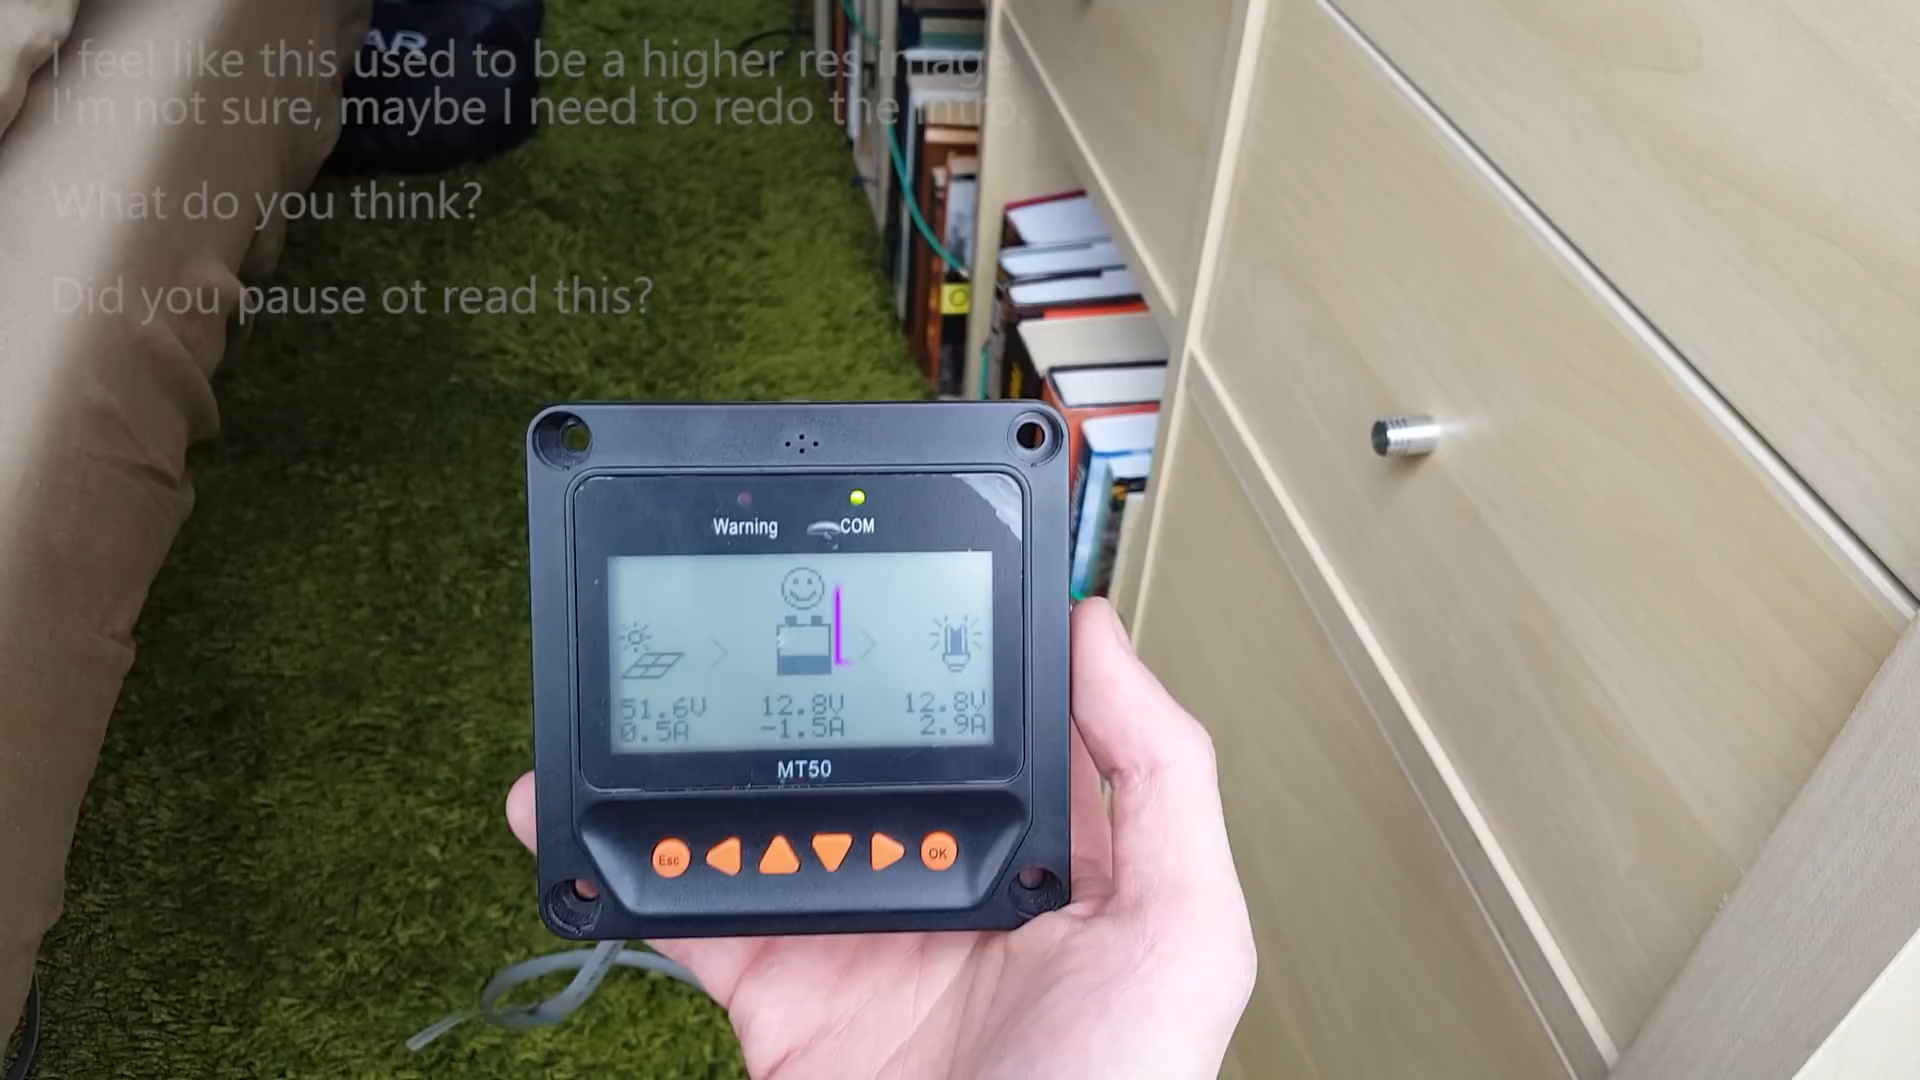 I feel like this used to be a higher res image
I'm not sure, maybe I need to redo the intro.
What do you think?
Did you pause ot read this?
AR
Warning
COM
51.6V
12.8V
12.8V
0.5A
-1.5A
2.9A
MT50
Esc
OK